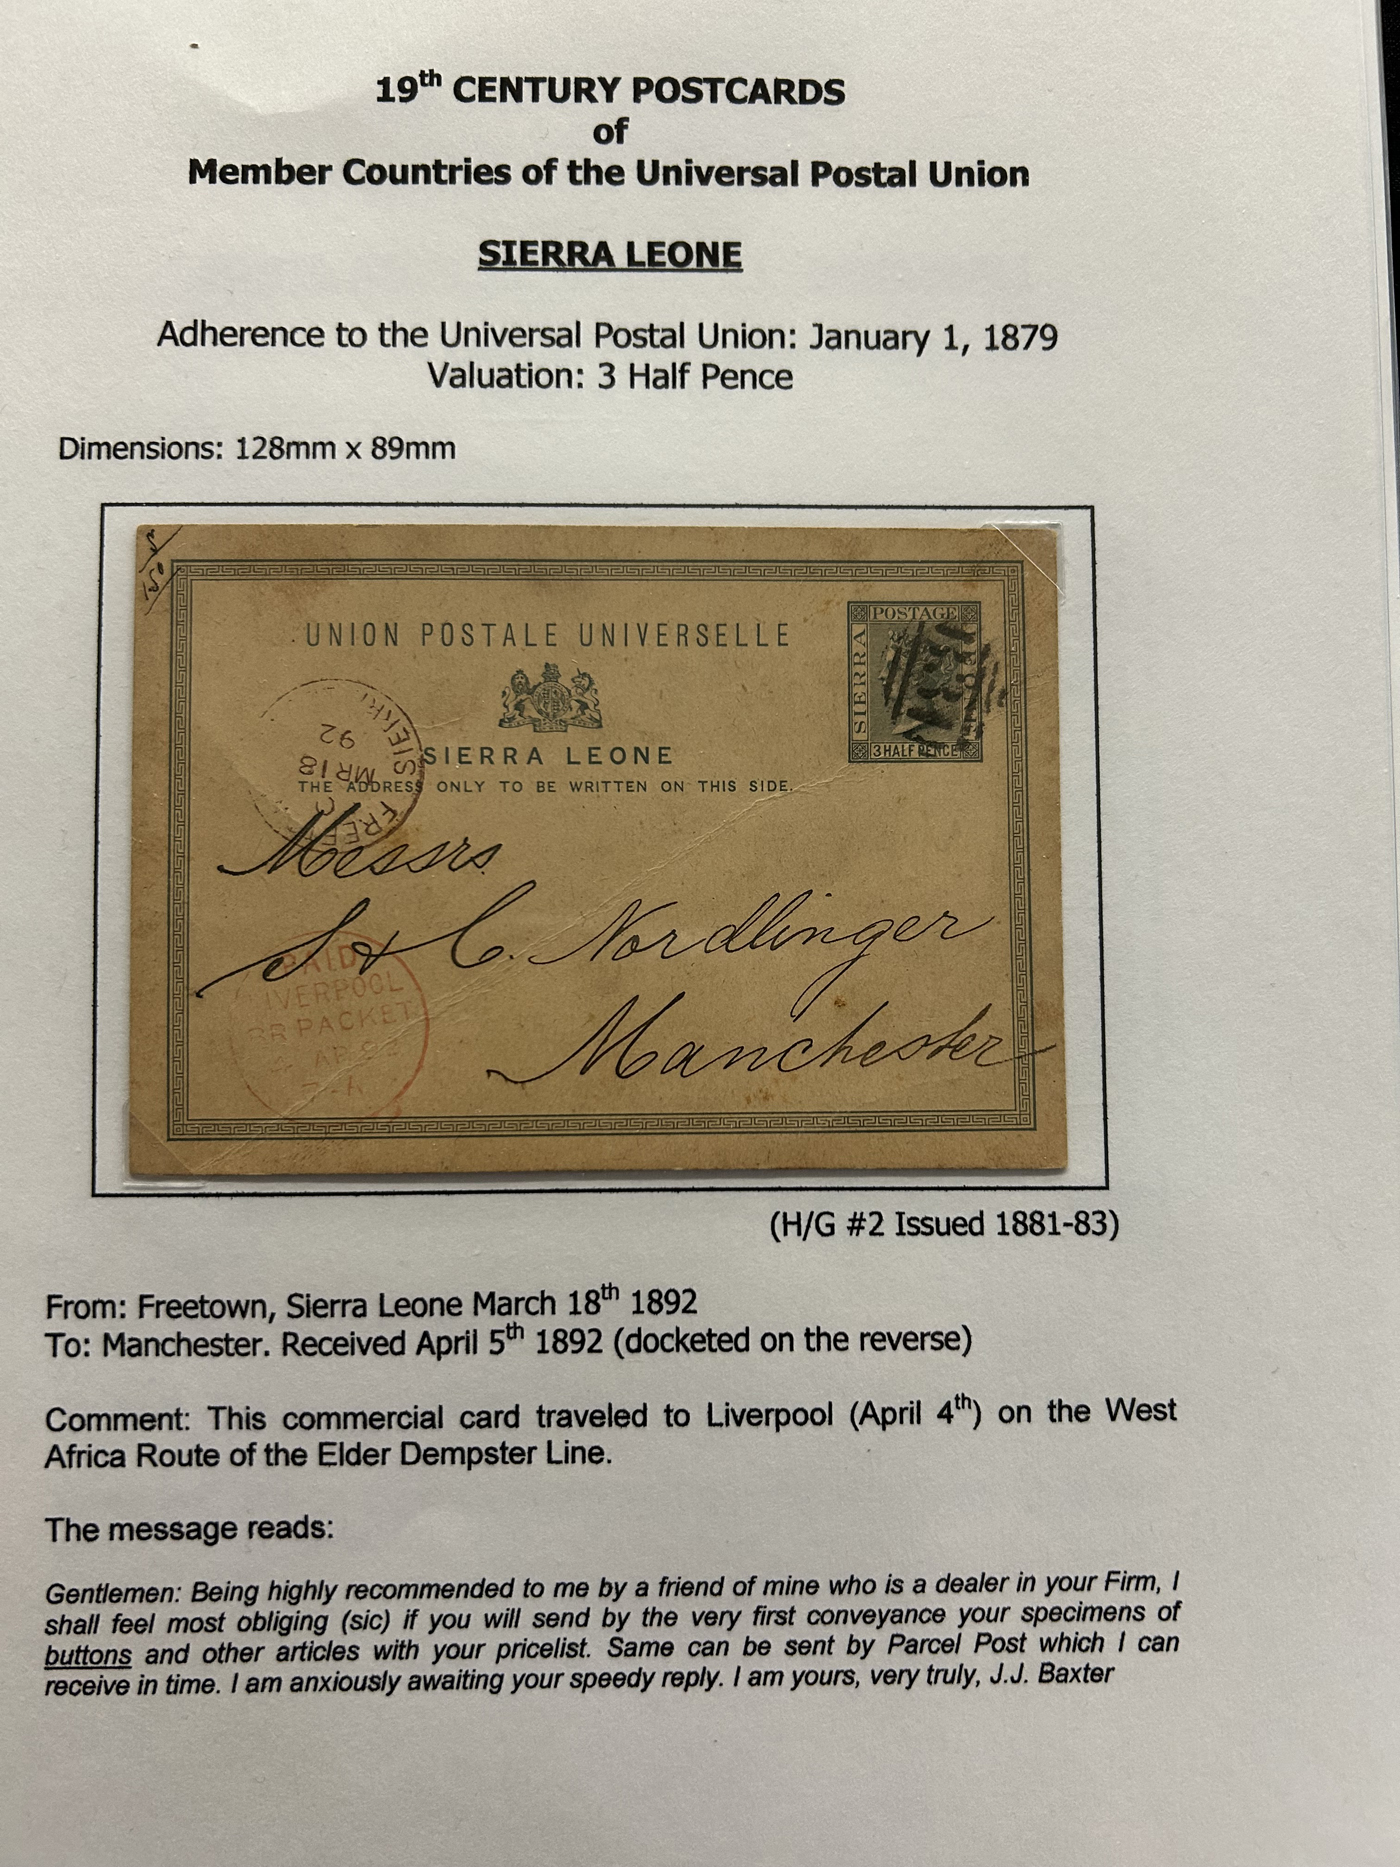 19th CENTURY POSTCARDS
of
Member Countries of the Universal Postal Union
SIERRA LEONE
Adherence to the Universal Postal Union: January 1, 1879
Valuation: 3 Half Pence
Dimensions: 128mm x 89mm
UNION POSTALE UNIVERSELLE
POSTAGE
SIERRA
3 HALF PENCE
92
MR 18
SIERRA LEONE
THE ADDRESS ONLY TO BE WRITTEN ON THIS SIDE.
Messrs
S & C. Nordlinger
Manchester
PAID
LIVERPOOL
BR PACKET
(H/G #2 Issued 1881-83)
From: Freetown, Sierra Leone March 18th 1892
To: Manchester. Received April 5th 1892 (docketed on the reverse)
Comment: This commercial card traveled to Liverpool (April 4th) on the West
Africa Route of the Elder Dempster Line.
The message reads:
Gentlemen: Being highly recommended to me by a friend of mine who is a dealer in your Firm, I
shall feel most obliging (sic) if you will send by the very first conveyance your specimens of
buttons and other articles with your pricelist. Same can be sent by Parcel Post which I can
receive in time. I am anxiously awaiting your speedy reply. I am yours, very truly, J.J. Baxter